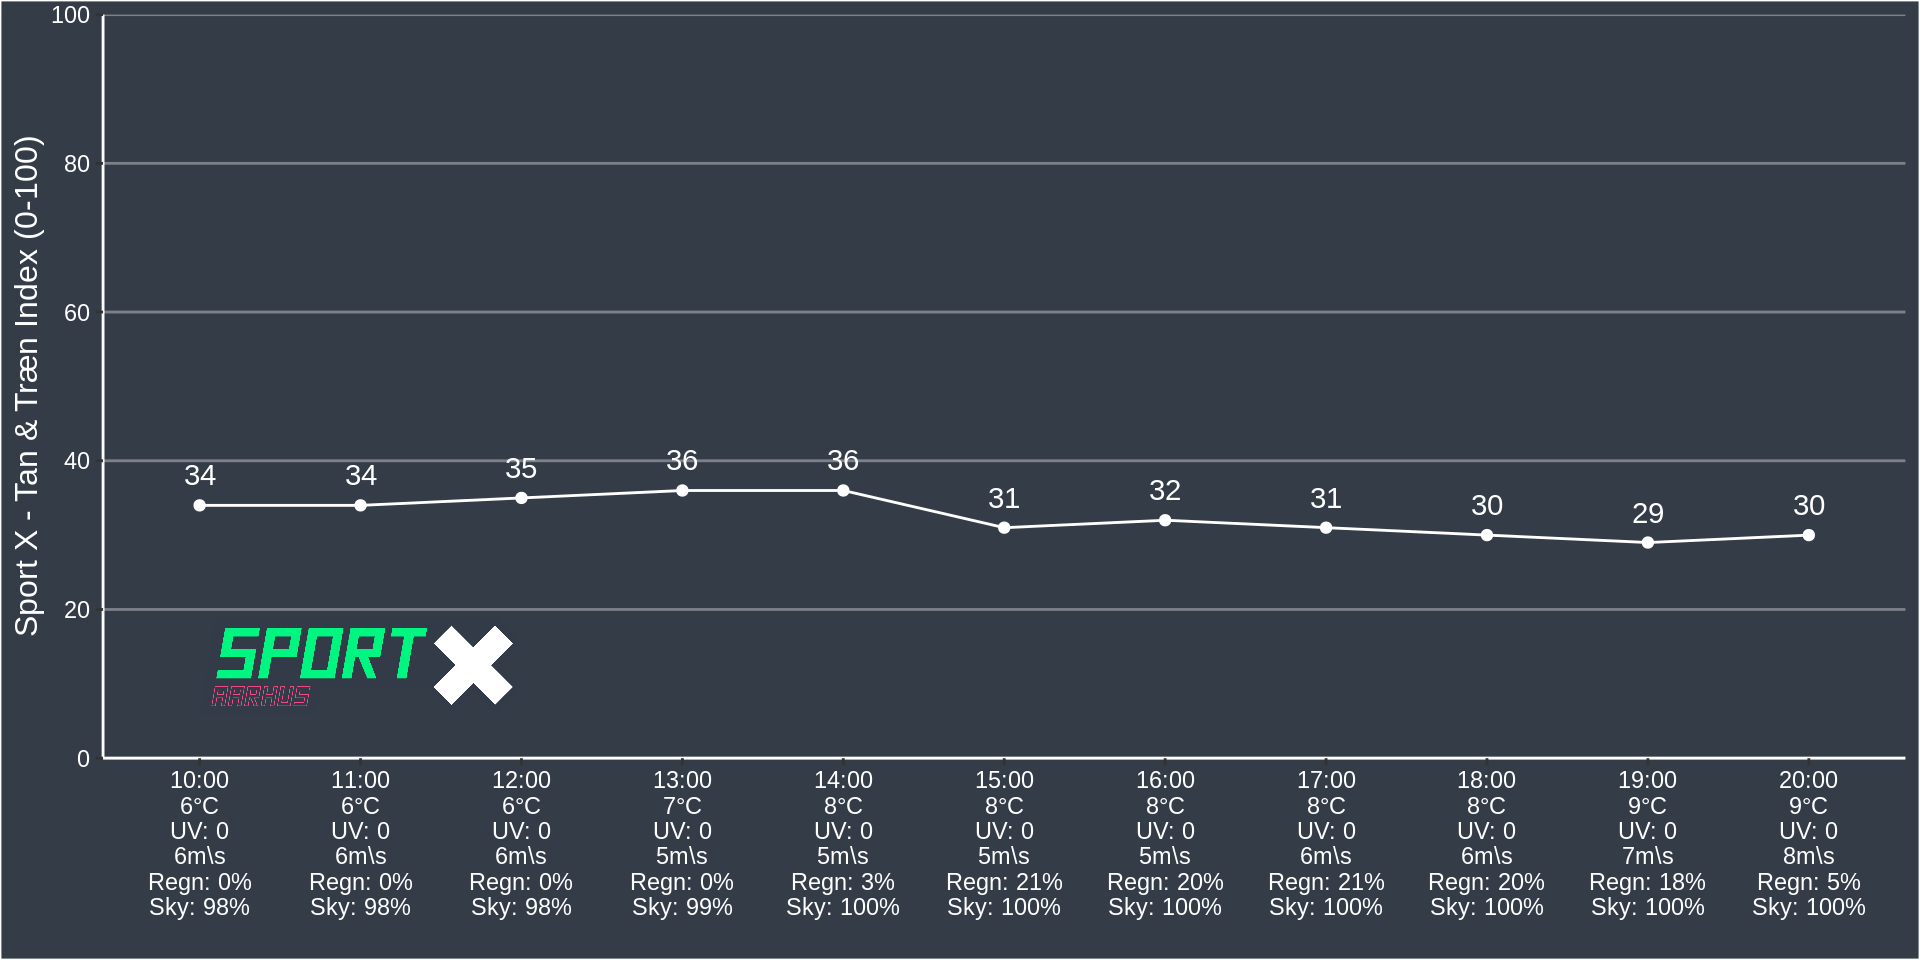 Sport X - Tan & Træn Index (0-100)
100
80
60
40
20
0
34 34 35 36 36 31 32 31 30 29 30
SPORT X
AARHUS
10:00 11:00 12:00 13:00 14:00 15:00 16:00 17:00 18:00 19:00 20:00
6°C 6°C 6°C 7°C 8°C 8°C 8°C 8°C 8°C 9°C 9°C
UV: 0 UV: 0 UV: 0 UV: 0 UV: 0 UV: 0 UV: 0 UV: 0 UV: 0 UV: 0 UV: 0
6m\s 6m\s 6m\s 5m\s 5m\s 5m\s 5m\s 6m\s 6m\s 7m\s 8m\s
Regn: 0% Regn: 0% Regn: 0% Regn: 0% Regn: 3% Regn: 21% Regn: 20% Regn: 21% Regn: 20% Regn: 18% Regn: 5%
Sky: 98% Sky: 98% Sky: 98% Sky: 99% Sky: 100% Sky: 100% Sky: 100% Sky: 100% Sky: 100% Sky: 100% Sky: 100%